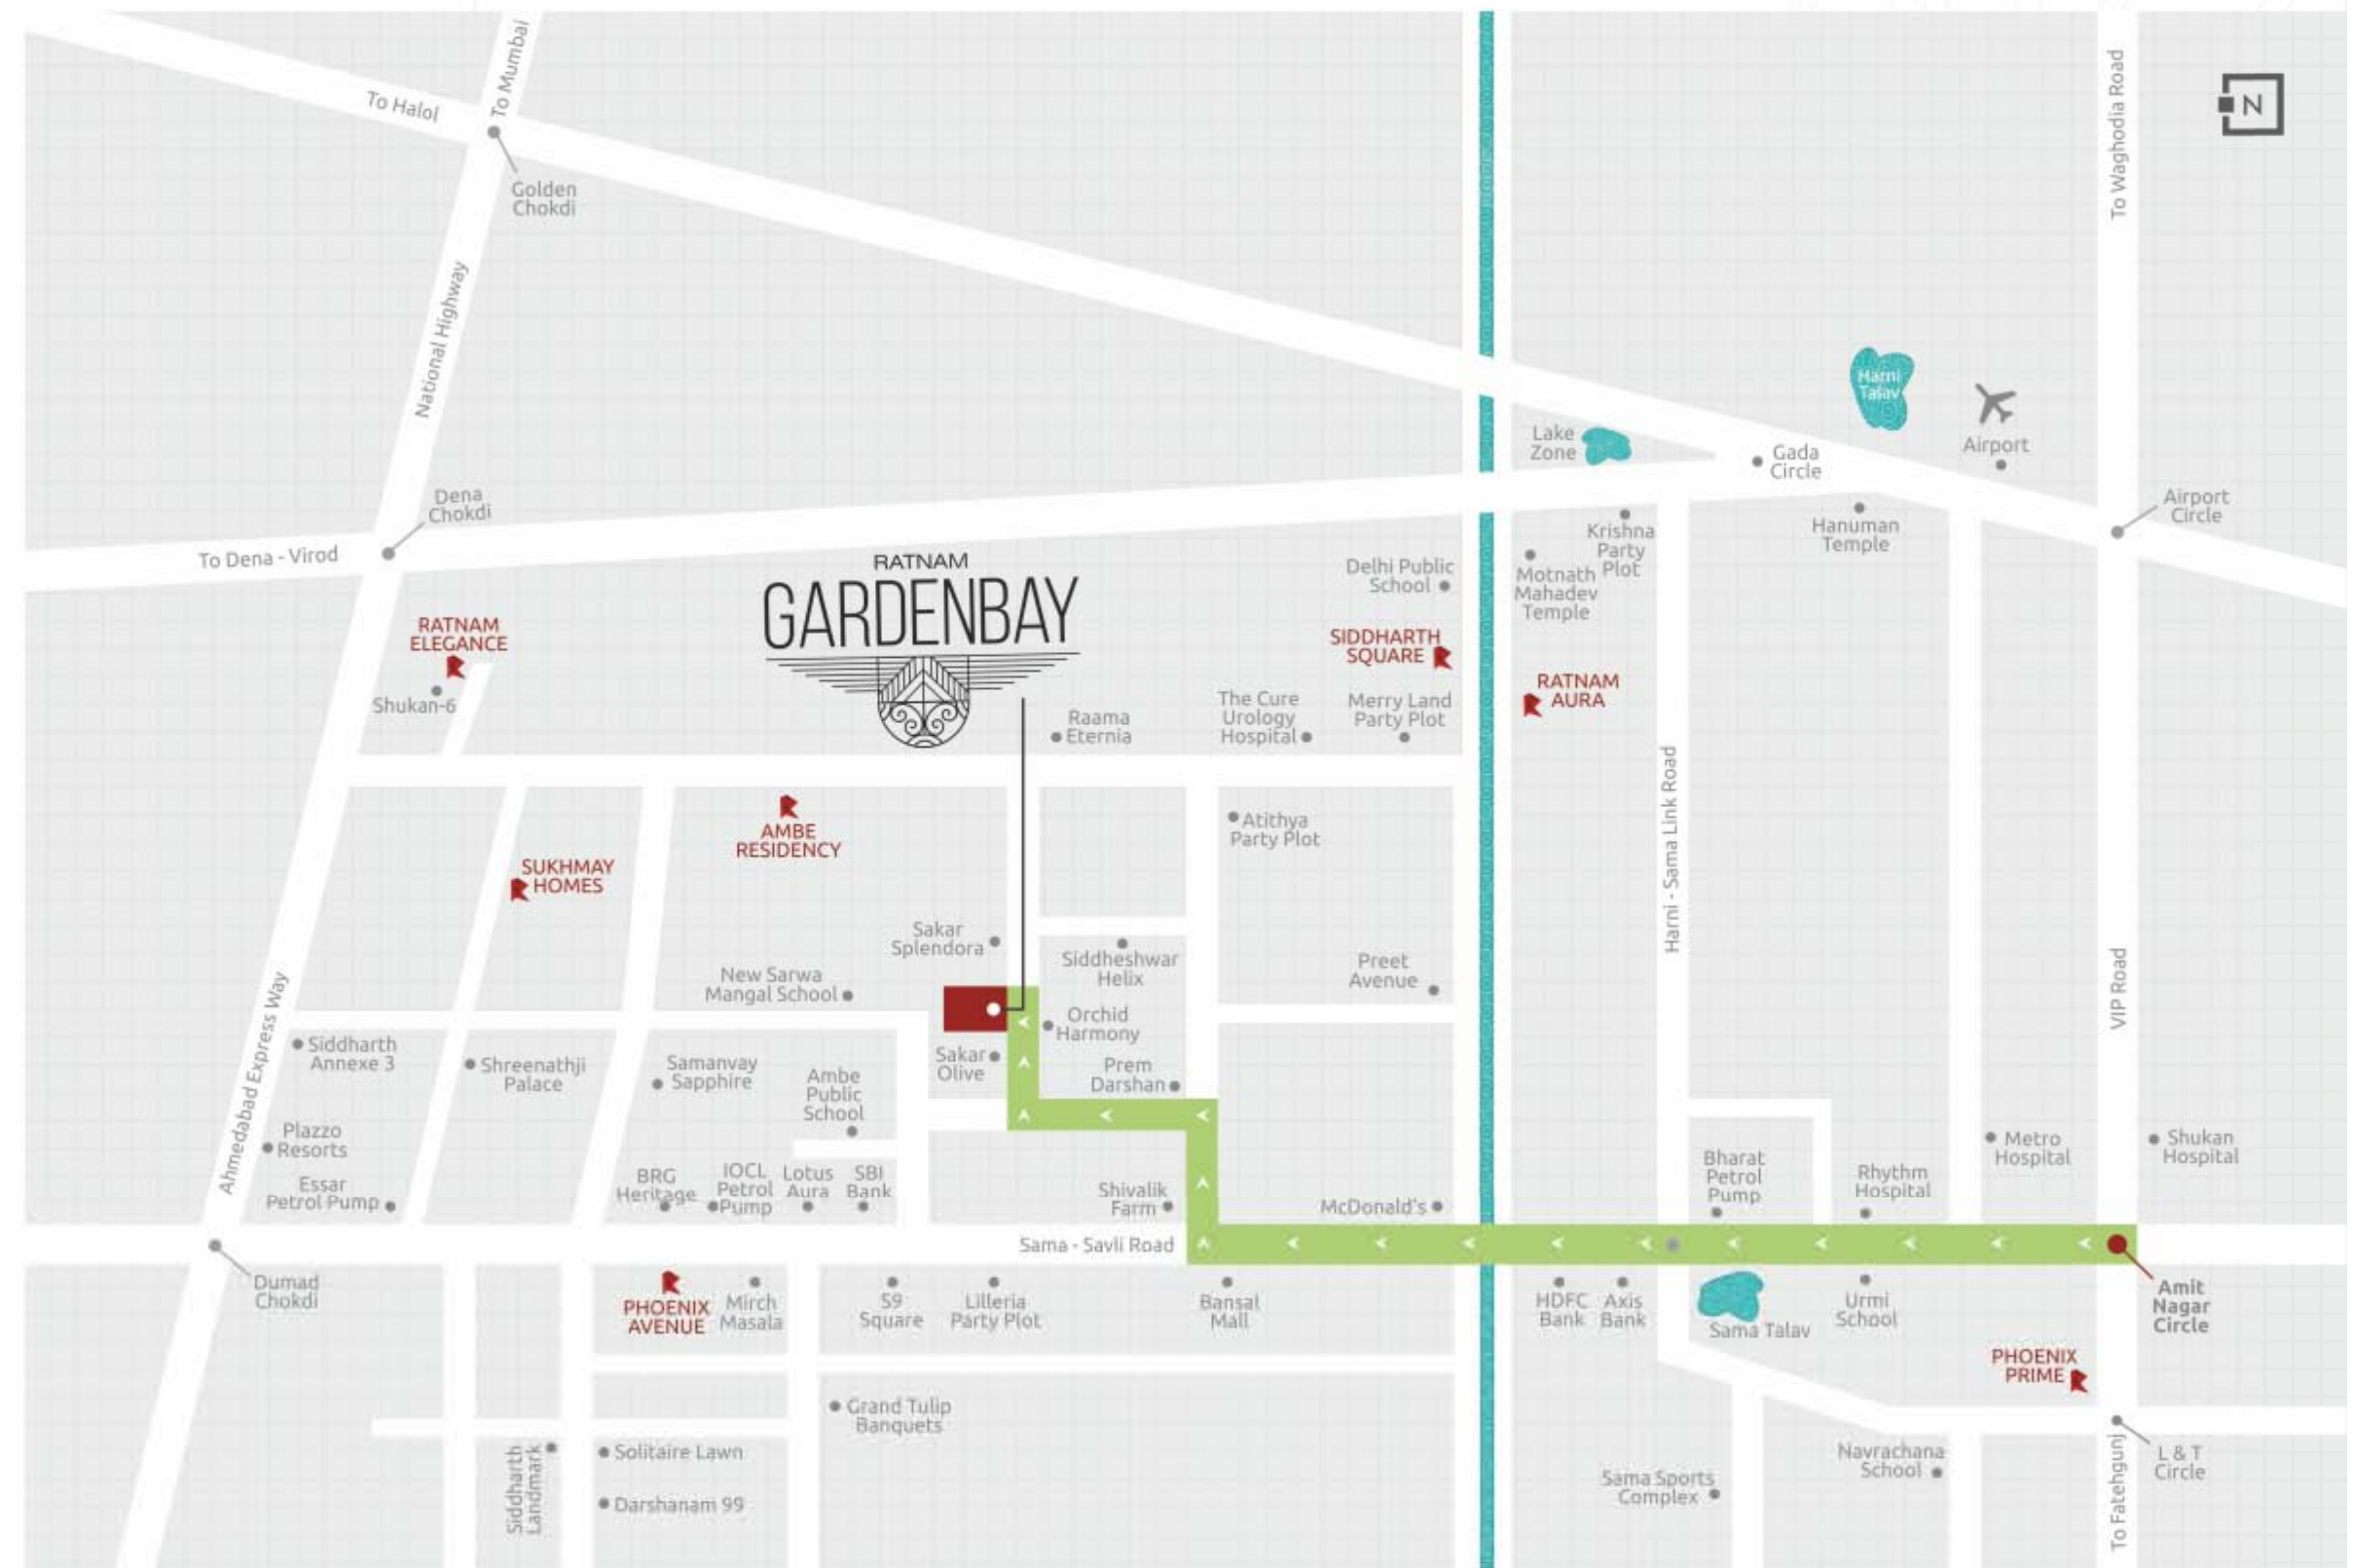 To Mumbai
To Halol
Golden
Chokdi
National Highway
To Waghodia Road
N
Harni
Talav
Lake
Zone
Gada
Circle
Airport
Dena
Chokdi
To Dena - Virod
Airport
Circle
Krishna
Party
Plot
Hanuman
Temple
RATNAM
GARDENBAY
Delhi Public
School
Motnath
Mahadev
Temple
RATNAM
ELEGANCE
Shukan-6
SIDDHARTH
SQUARE
RATNAM
AURA
Raama
Eternia
The Cure
Urology
Hospital
Merry Land
Party Plot
Harni - Sama Link Road
AMBE
RESIDENCY
Atithya
Party Plot
SUKHMAY
HOMES
Sakar
Splendora
Siddheshwar
Helix
Preet
Avenue
New Sarwa
Mangal School
VIP Road
Ahmedabad Express Way
Orchid
Harmony
Siddharth
Annexe 3
Shreenathji
Palace
Samanvay
Sapphire
Ambe
Public
School
Sakar
Olive
Prem
Darshan
Plazzo
Resorts
Essar
Petrol Pump
BRG
Heritage
IOCL
Petrol
Pump
Lotus
Aura
SBI
Bank
Shivalik
Farm
McDonald's
Bharat
Petrol
Pump
Rhythm
Hospital
Metro
Hospital
Shukan
Hospital
Sama - Savli Road
Dumad
Chokdi
PHOENIX
AVENUE
Mirch
Masala
S9
Square
Lilleria
Party Plot
Bansal
Mall
HDFC
Bank
Axis
Bank
Sama Talav
Urmi
School
Amit
Nagar
Circle
PHOENIX
PRIME
Grand Tulip
Banquets
Siddharth
Landmark
Solitaire Lawn
Darshanam 99
Sama Sports
Complex
Navrachana
School
L & T
Circle
To Fatehgunj